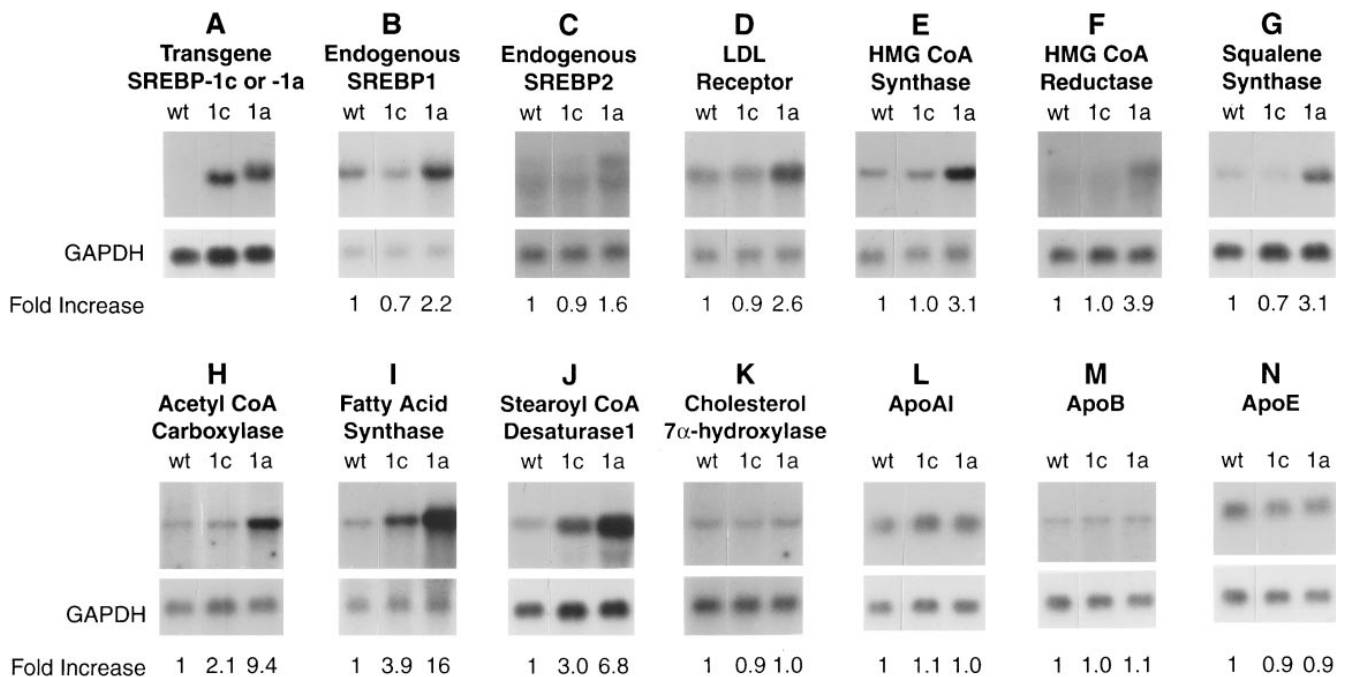 A B C D E F G
Transgene Endogenous Endogenous LDL HMG CoA HMG CoA Squalene
SREBP-1c or -1a SREBP1 SREBP2 Receptor Synthase Reductase Synthase
wt 1c 1a wt 1c 1a wt 1c 1a wt 1c 1a wt 1c 1a wt 1c 1a wt 1c 1a
GAPDH
Fold Increase 1 0.7 2.2 1 0.9 1.6 1 0.9 2.6 1 1.0 3.1 1 1.0 3.9 1 0.7 3.1
H I J K L M N
Acetyl CoA Fatty Acid Stearoyl CoA Cholesterol ApoAI ApoB ApoE
Carboxylase Synthase Desaturase1 7α-hydroxylase
wt 1c 1a wt 1c 1a wt 1c 1a wt 1c 1a wt 1c 1a wt 1c 1a wt 1c 1a
GAPDH
Fold Increase 1 2.1 9.4 1 3.9 16 1 3.0 6.8 1 0.9 1.0 1 1.1 1.0 1 1.0 1.1 1 0.9 0.9